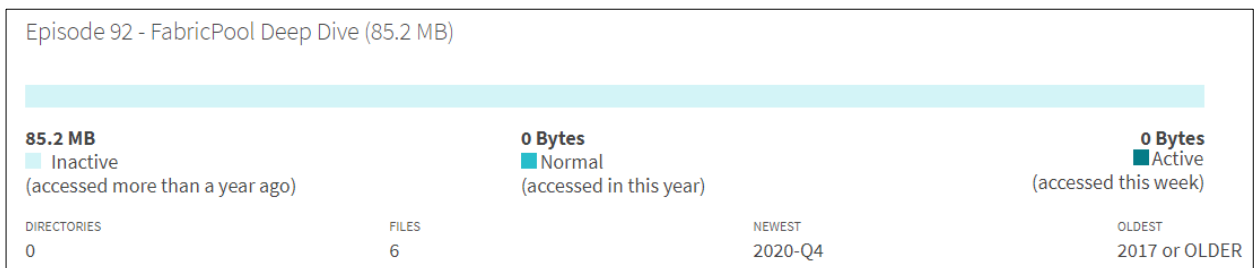 Episode 92 - FabricPool Deep Dive (85.2 MB)
85.2 MB 0 Bytes 0 Bytes
Inactive Normal Active
(accessed more than a year ago) (accessed in this year) (accessed this week)
DIRECTORIES FILES NEWEST OLDEST
0 6 2020-Q4 2017 or OLDER